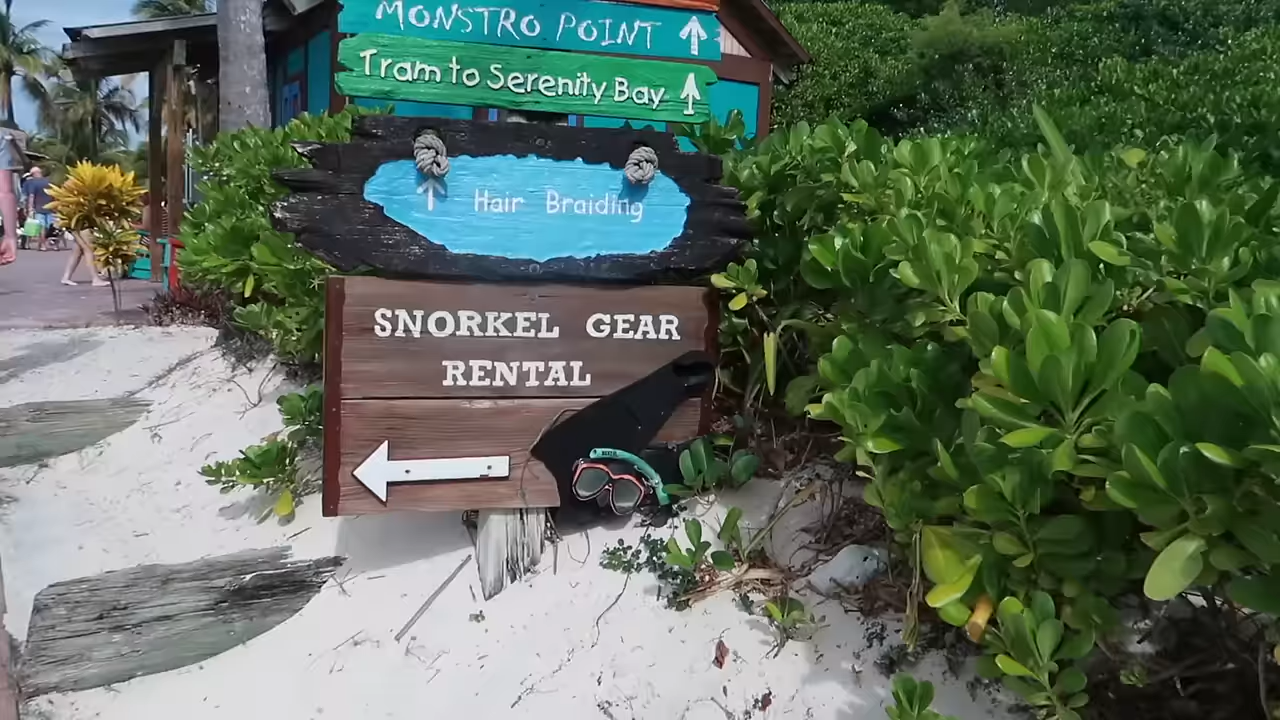 MONSTRO POINT
Tram to Serenity Bay
Hair Braiding
SNORKEL GEAR
RENTAL